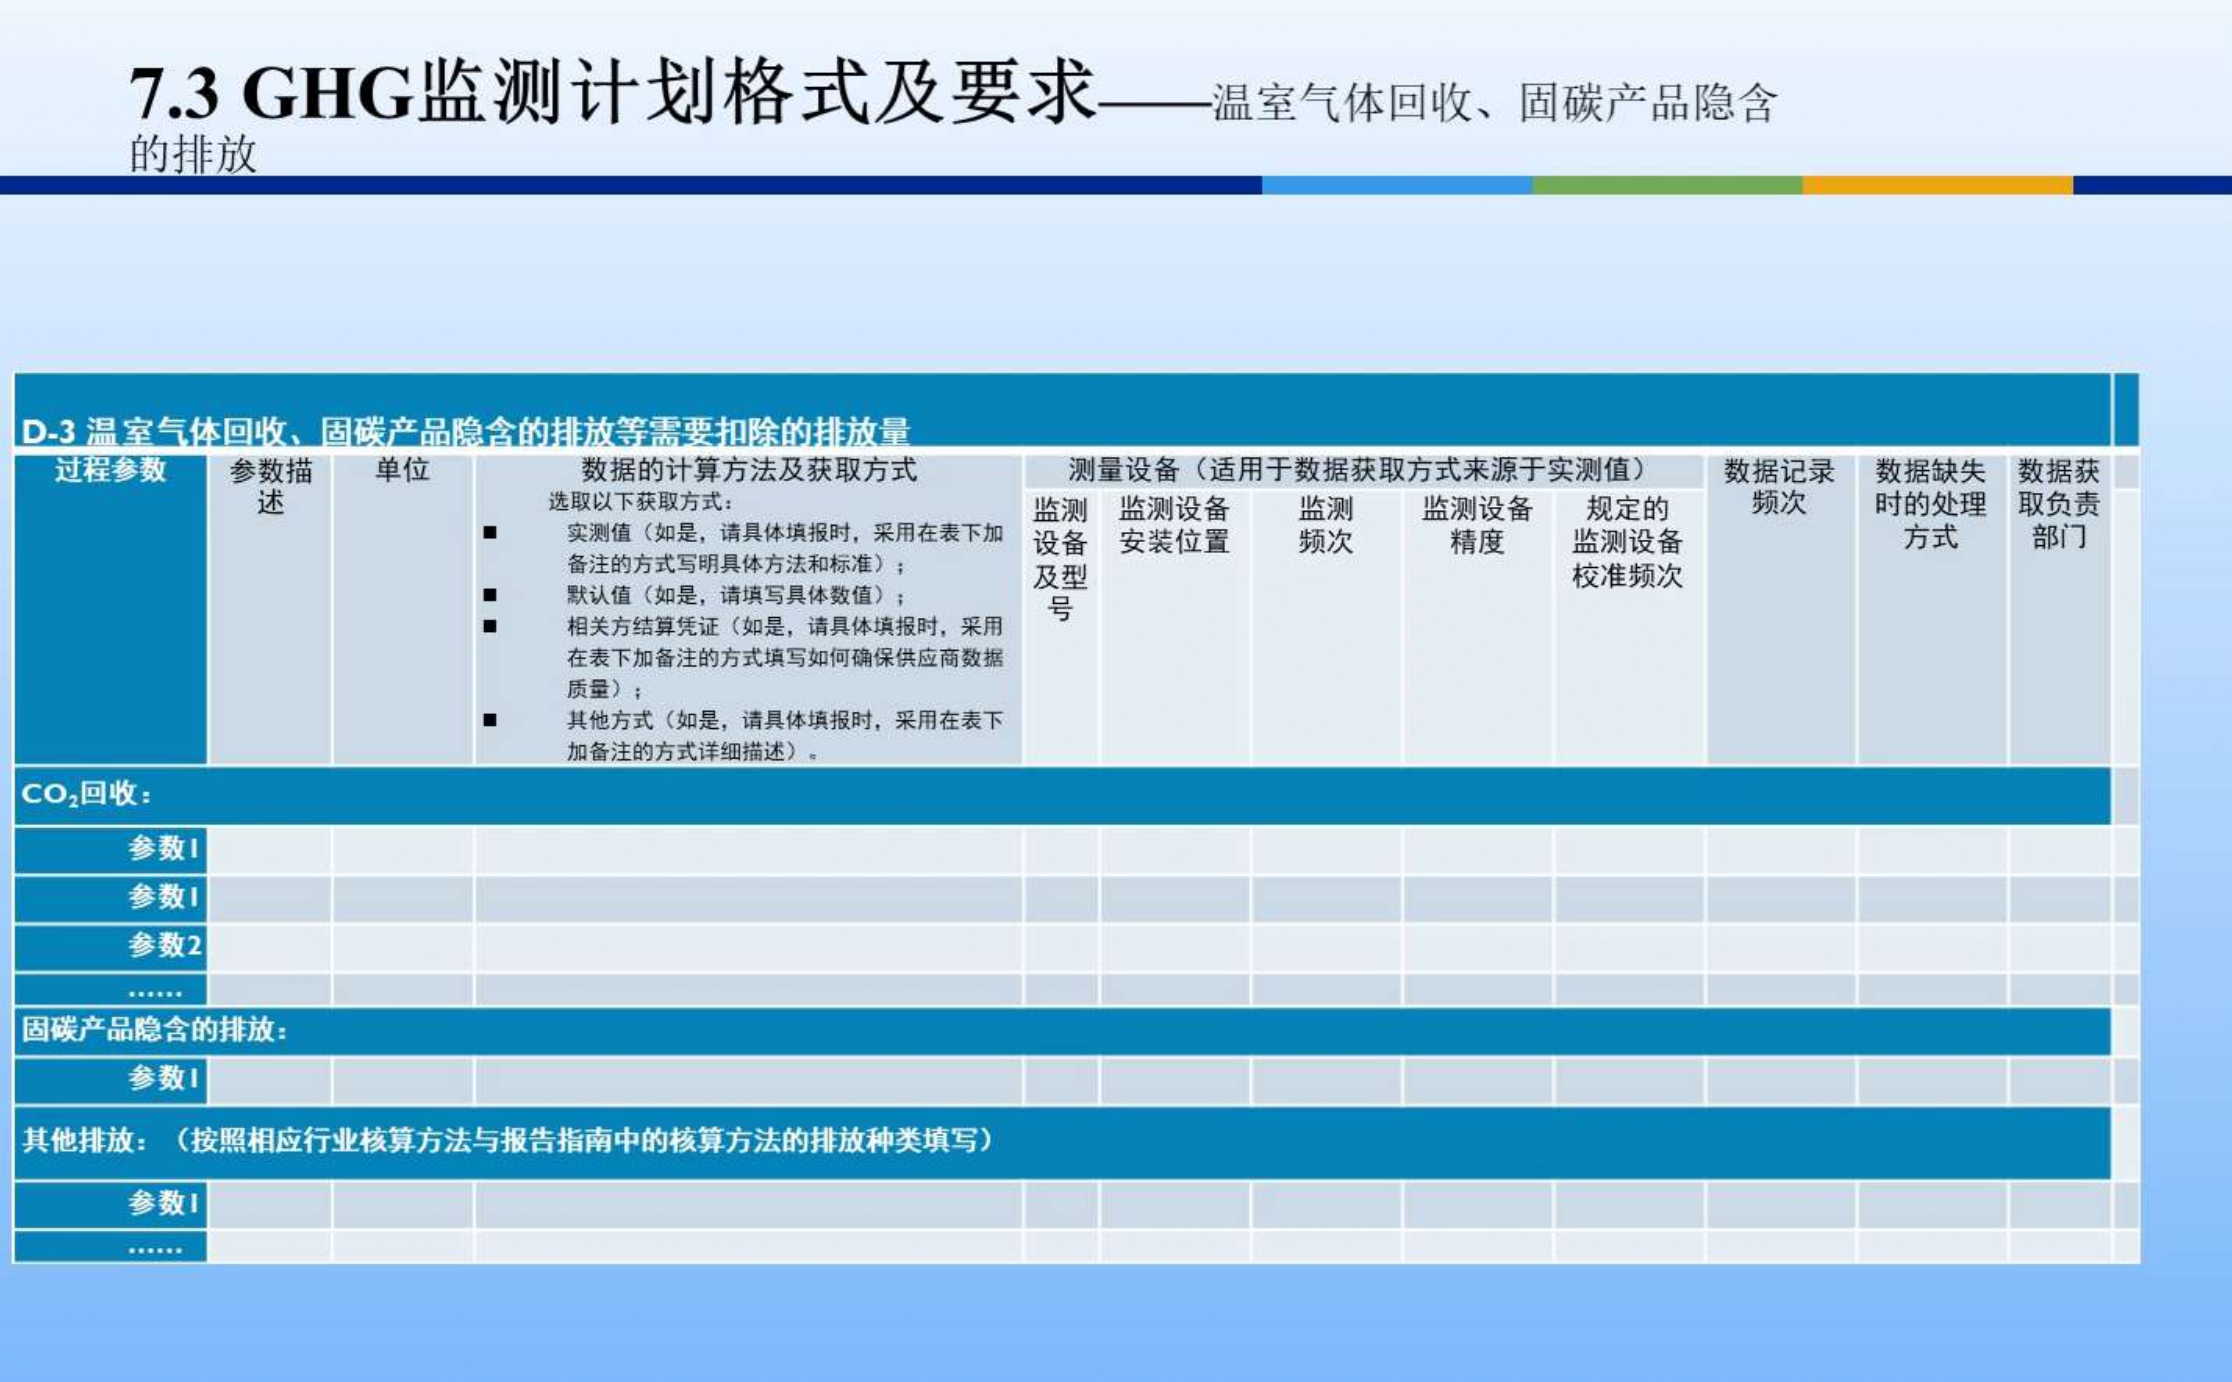 7.3 GHG监测计划格式及要求——温室气体回收、固碳产品隐含
的排放
D-3 温室气体回收、固碳产品隐含的排放等需要扣除的排放量
过程参数
参数描
述
单位
数据的计算方法及获取方式
选取以下获取方式：
■ 实测值（如是，请具体填报时，采用在表下加
备注的方式写明具体方法和标准）；
■ 默认值（如是，请填写具体数值）；
■ 相关方结算凭证（如是，请具体填报时，采用
在表下加备注的方式填写如何确保供应商数据
质量）；
■ 其他方式（如是，请具体填报时，采用在表下
加备注的方式详细描述）。
测量设备（适用于数据获取方式来源于实测值）
监测
设备
及型
号
监测设备
安装位置
监测
频次
监测设备
精度
规定的
监测设备
校准频次
数据记录
频次
数据缺失
时的处理
方式
数据获
取负责
部门
CO₂回收：
参数1
参数1
参数2
……
固碳产品隐含的排放：
参数1
其他排放：（按照相应行业核算方法与报告指南中的核算方法的排放种类填写）
参数1
……